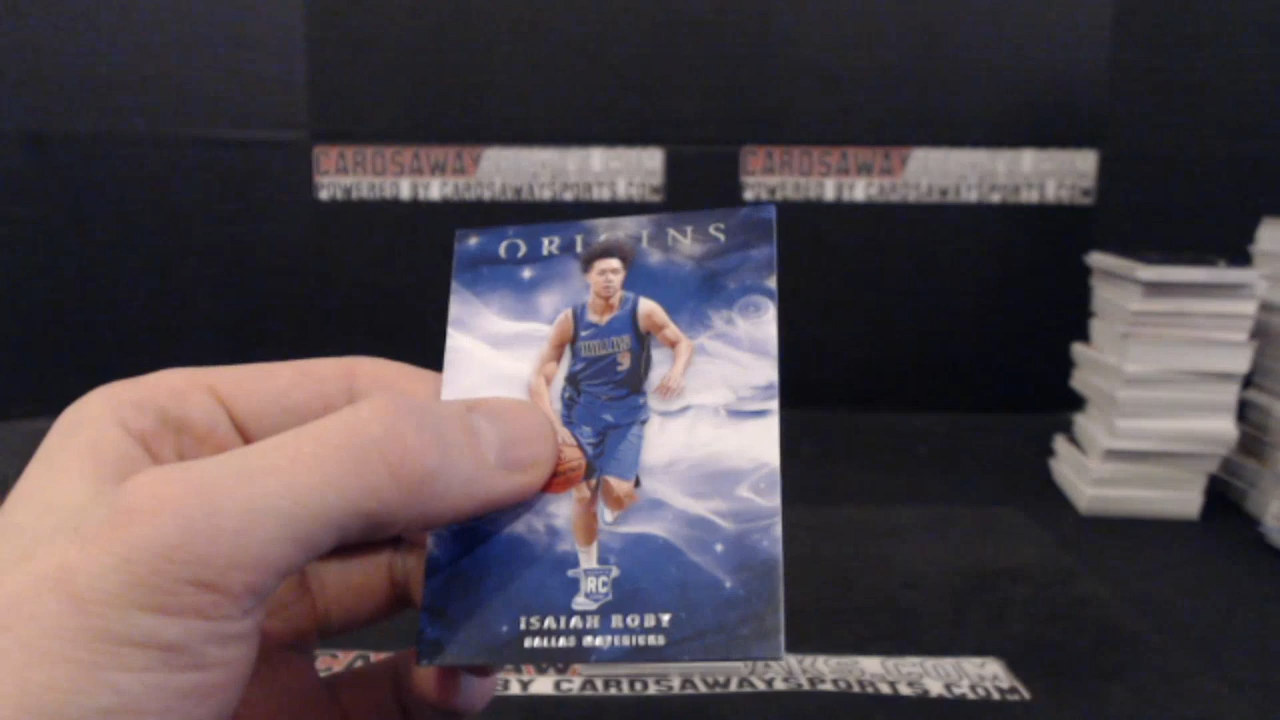 CARDSAWAY
POWERED BY CARDSAWAYSPORTS.COM
CARDSAWAY
POWERED BY CARDSAWAYSPORTS.COM
ORIGINS
DALLAS
9
RC
ISAIAH ROBY
DALLAS MAVERICKS
BY CARDSAWAYSPORTS.COM